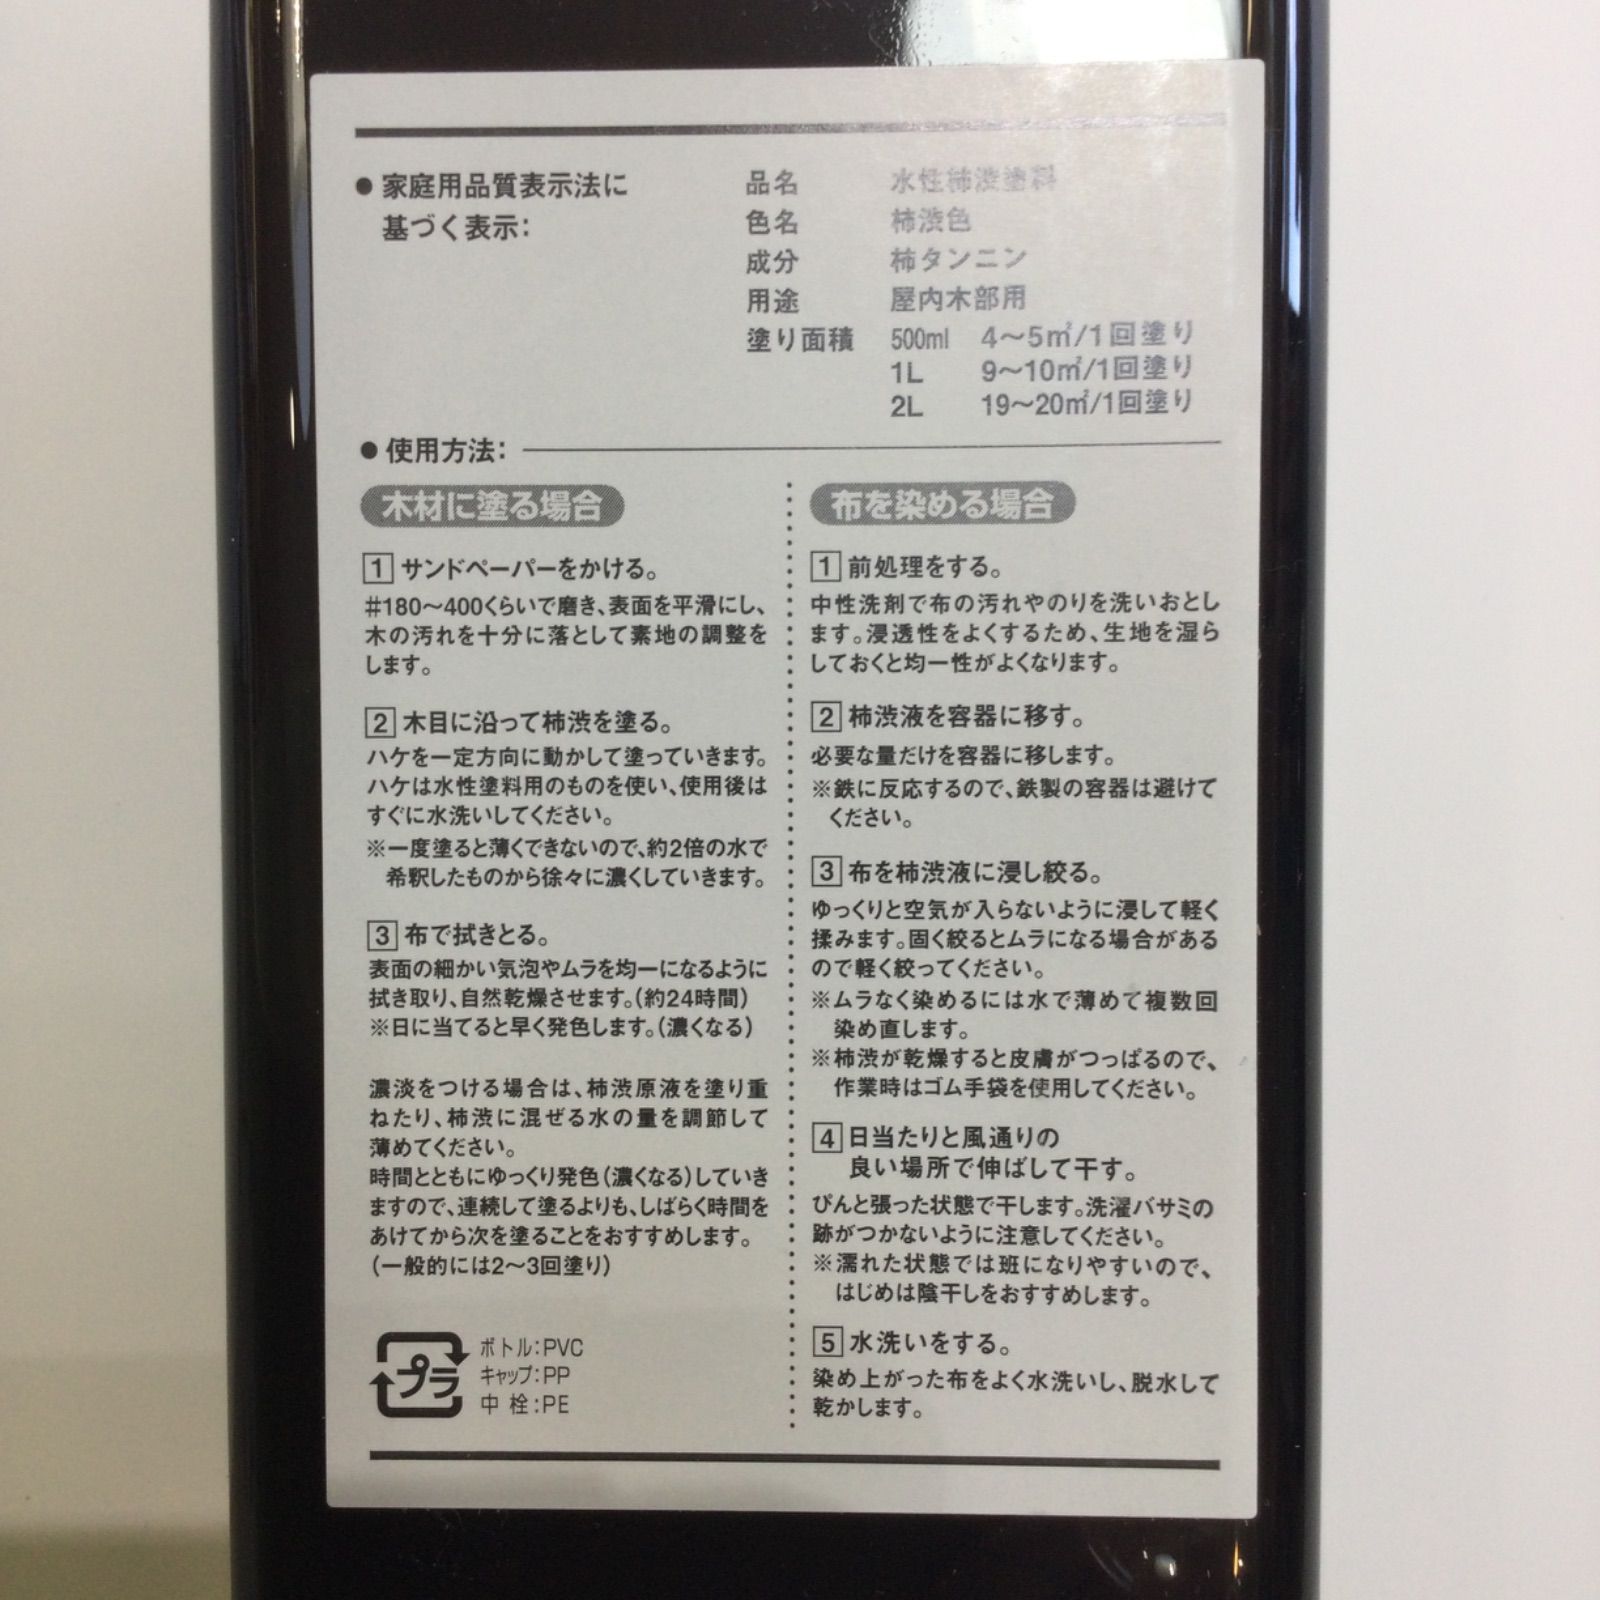 ●家庭用品質表示法に
基づく表示:
品名 水性柿渋塗料
色名 柿渋色
成分 柿タンニン
用途 屋内木部用
塗り面積 500ml 4〜5㎡/1回塗り
1L 9〜10㎡/1回塗り
2L 19〜20㎡/1回塗り
●使用方法:
木材に塗る場合
1 サンドペーパーをかける。
#180〜400くらいで磨き、表面を平滑にし、
木の汚れを十分に落として素地の調整を
します。
2 木目に沿って柿渋を塗る。
ハケを一定方向に動かして塗っていきます。
ハケは水性塗料用のものを使い、使用後は
すぐに水洗いしてください。
※一度塗ると薄くできないので、約2倍の水で
希釈したものから徐々に濃くしていきます。
3 布で拭きとる。
表面の細かい気泡やムラを均一になるように
拭き取り、自然乾燥させます。(約24時間)
※日に当てると早く発色します。(濃くなる)
濃淡をつける場合は、柿渋原液を塗り重
ねたり、柿渋に混ぜる水の量を調節して
薄めてください。
時間とともにゆっくり発色(濃くなる)していき
ますので、連続して塗るよりも、しばらく時間を
あけてから次を塗ることをおすすめします。
(一般的には2〜3回塗り)
プラ
ボトル:PVC
キャップ:PP
中 栓:PE
布を染める場合
1 前処理をする。
中性洗剤で布の汚れやのりを洗いおとし
ます。浸透性をよくするため、生地を湿ら
しておくと均一性がよくなります。
2 柿渋液を容器に移す。
必要な量だけを容器に移します。
※鉄に反応するので、鉄製の容器は避けて
ください。
3 布を柿渋液に浸し絞る。
ゆっくりと空気が入らないように浸して軽く
揉みます。固く絞るとムラになる場合がある
ので軽く絞ってください。
※ムラなく染めるには水で薄めて複数回
染め直します。
※柿渋が乾燥すると皮膚がつっぱるので、
作業時はゴム手袋を使用してください。
4 日当たりと風通りの
良い場所で伸ばして干す。
ぴんと張った状態で干します。洗濯バサミの
跡がつかないように注意してください。
※濡れた状態では班になりやすいので、
はじめは陰干しをおすすめします。
5 水洗いをする。
染め上がった布をよく水洗いし、脱水して
乾かします。